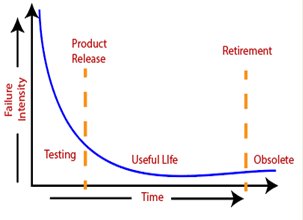 Product
Release
Retirement
Failure
Intensity
Testing
Useful LIfe
Obsolete
Time